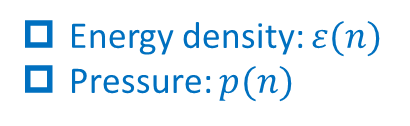 ❑ Energy density: ε(n)
❑ Pressure: p(n)